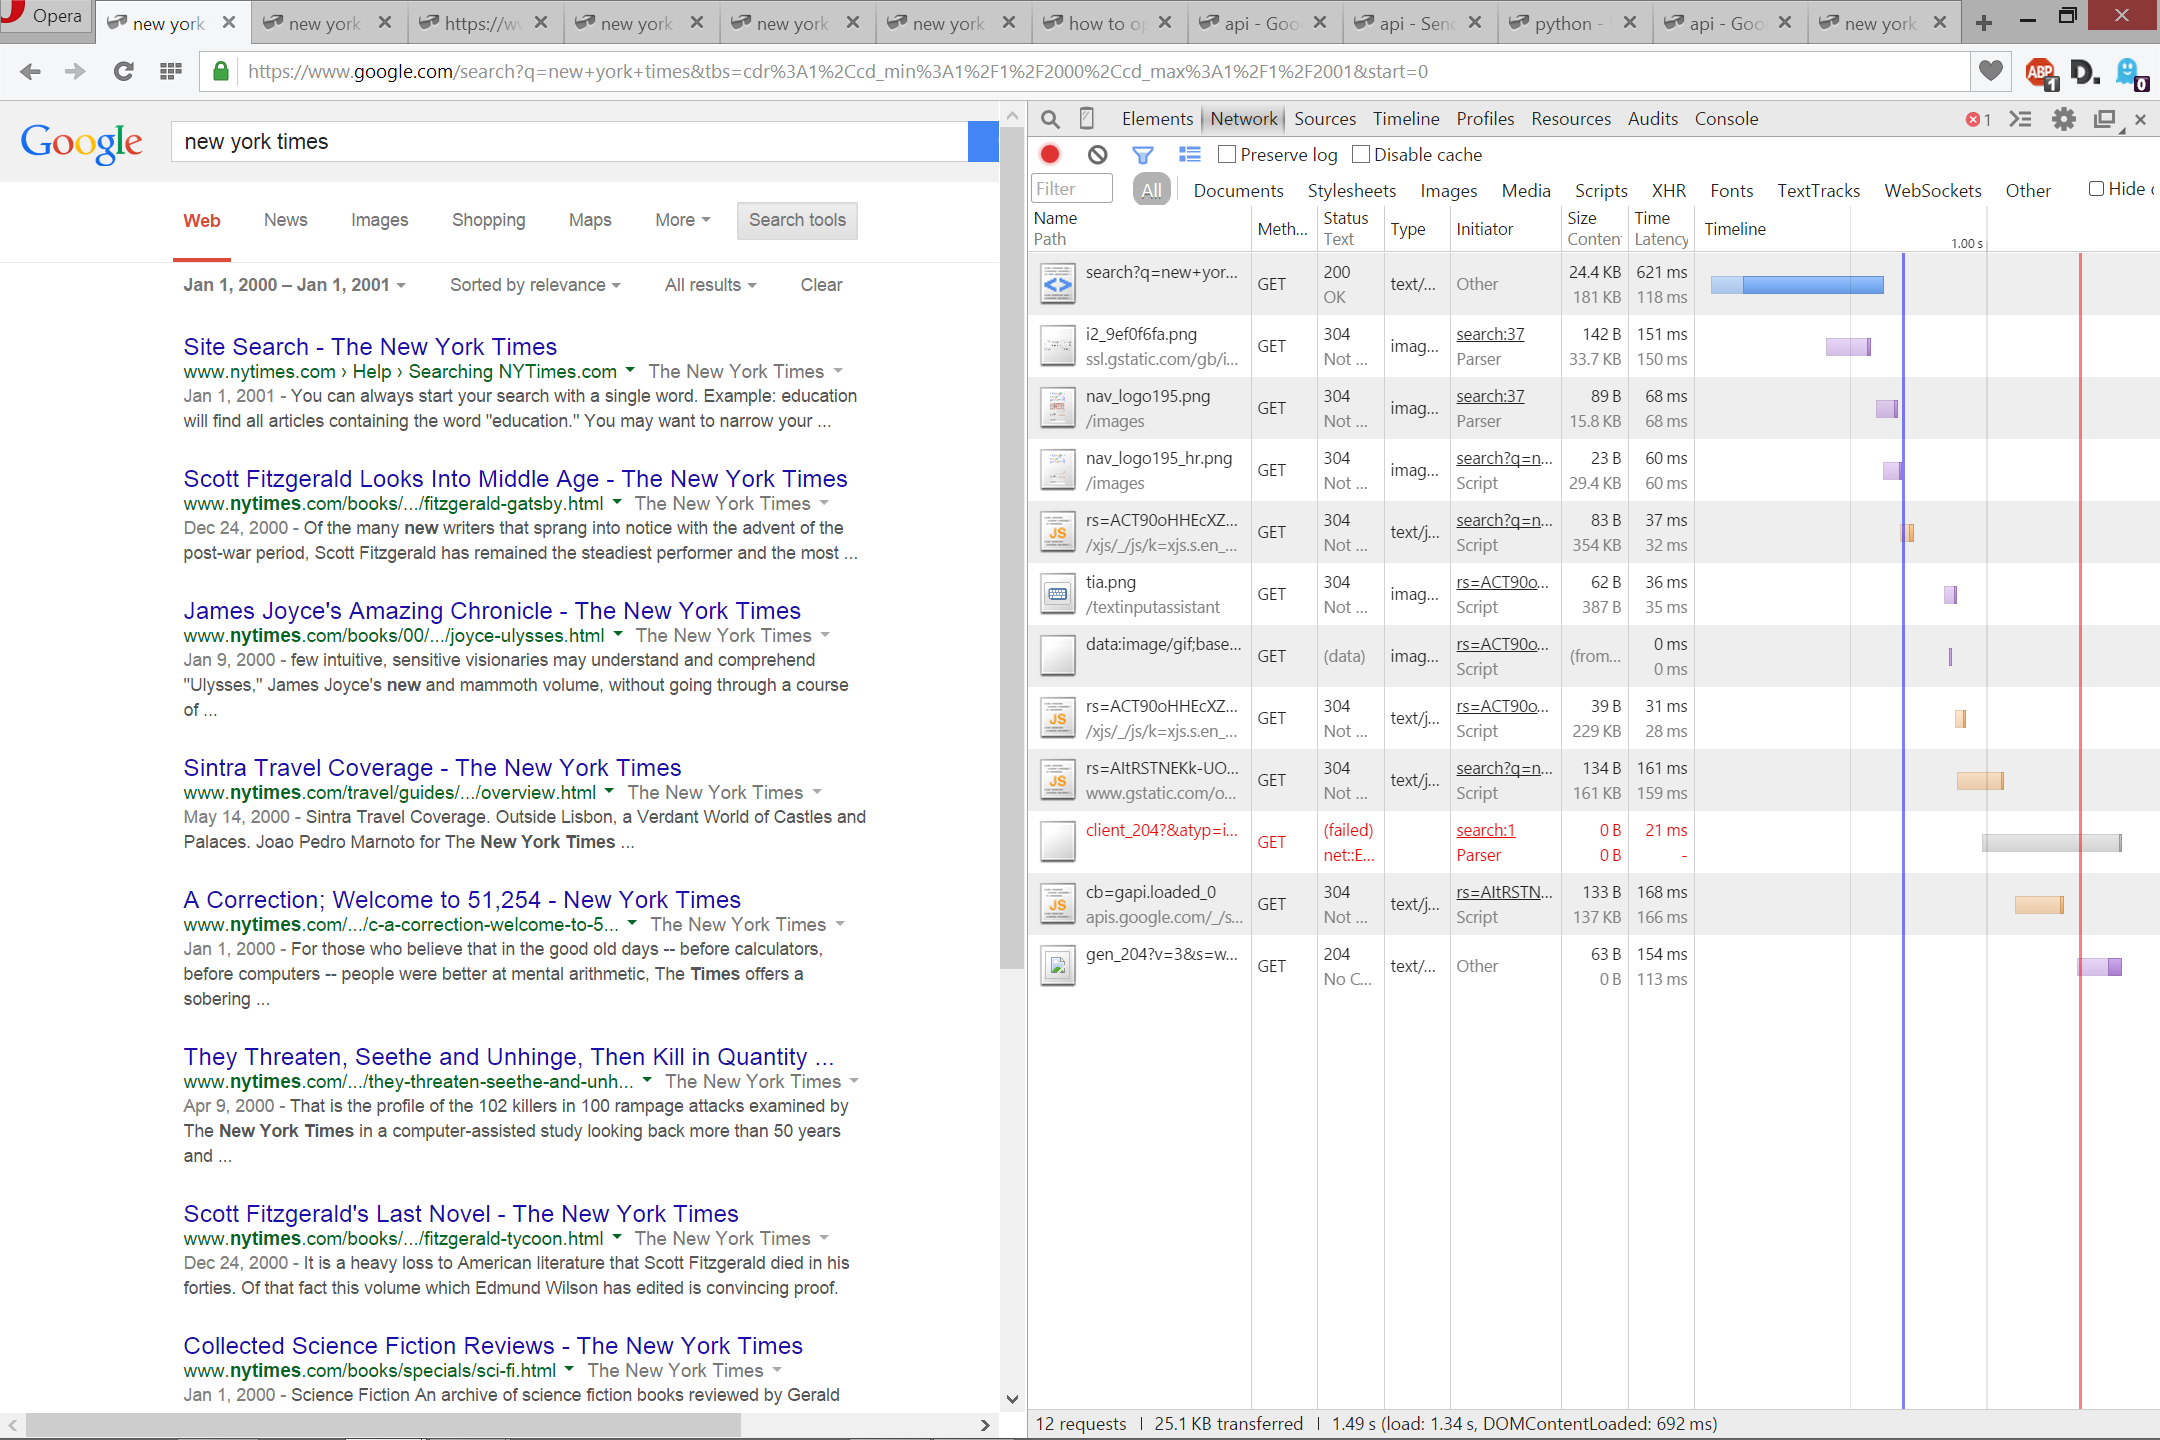 Opera
new york
new york
https://ww
new york
new york
new york
how to op
api - Goo
api - Send
python -
api - Goo
new york
https://www.google.com/search?q=new+york+times&tbs=cdr%3A1%2Ccd_min%3A1%2F1%2F2000%2Ccd_max%3A1%2F1%2F2001&start=0
ABP 1
D.
0
Google
new york times
Web News Images Shopping Maps More Search tools
Jan 1, 2000 – Jan 1, 2001 Sorted by relevance All results Clear
Site Search - The New York Times
www.nytimes.com › Help › Searching NYTimes.com The New York Times
Jan 1, 2001 - You can always start your search with a single word. Example: education
will find all articles containing the word "education." You may want to narrow your ...
Scott Fitzgerald Looks Into Middle Age - The New York Times
www.nytimes.com/books/.../fitzgerald-gatsby.html The New York Times
Dec 24, 2000 - Of the many new writers that sprang into notice with the advent of the
post-war period, Scott Fitzgerald has remained the steadiest performer and the most ...
James Joyce's Amazing Chronicle - The New York Times
www.nytimes.com/books/00/.../joyce-ulysses.html The New York Times
Jan 9, 2000 - few intuitive, sensitive visionaries may understand and comprehend
"Ulysses," James Joyce's new and mammoth volume, without going through a course
of ...
Sintra Travel Coverage - The New York Times
www.nytimes.com/travel/guides/.../overview.html The New York Times
May 14, 2000 - Sintra Travel Coverage. Outside Lisbon, a Verdant World of Castles and
Palaces. Joao Pedro Marnoto for The New York Times ...
A Correction; Welcome to 51,254 - New York Times
www.nytimes.com/.../c-a-correction-welcome-to-5... The New York Times
Jan 1, 2000 - For those who believe that in the good old days -- before calculators,
before computers -- people were better at mental arithmetic, The Times offers a
sobering ...
They Threaten, Seethe and Unhinge, Then Kill in Quantity ...
www.nytimes.com/.../they-threaten-seethe-and-unh... The New York Times
Apr 9, 2000 - That is the profile of the 102 killers in 100 rampage attacks examined by
The New York Times in a computer-assisted study looking back more than 50 years
and ...
Scott Fitzgerald's Last Novel - The New York Times
www.nytimes.com/books/.../fitzgerald-tycoon.html The New York Times
Dec 24, 2000 - It is a heavy loss to American literature that Scott Fitzgerald died in his
forties. Of that fact this volume which Edmund Wilson has edited is convincing proof.
Collected Science Fiction Reviews - The New York Times
www.nytimes.com/books/specials/sci-fi.html The New York Times
Jan 1, 2000 - Science Fiction An archive of science fiction books reviewed by Gerald
Elements Network Sources Timeline Profiles Resources Audits Console 1
Preserve log Disable cache
Filter All Documents Stylesheets Images Media Scripts XHR Fonts TextTracks WebSockets Other Hide
Name Meth... Status Type Initiator Size Time Timeline
Path Text Content Latency 1.00 s
search?q=new+yor... GET 200 text/... Other 24.4 KB 621 ms
OK 181 KB 118 ms
i2_9ef0f6fa.png GET 304 imag... search:37 142 B 151 ms
ssl.gstatic.com/gb/i... Not ... Parser 33.7 KB 150 ms
nav_logo195.png GET 304 imag... search:37 89 B 68 ms
/images Not ... Parser 15.8 KB 68 ms
nav_logo195_hr.png GET 304 imag... search?q=n... 23 B 60 ms
/images Not ... Script 29.4 KB 60 ms
rs=ACT90oHHEcXZ... GET 304 text/j... search?q=n... 83 B 37 ms
/xjs/_/js/k=xjs.s.en_... Not ... Script 354 KB 32 ms
tia.png GET 304 imag... rs=ACT90o... 62 B 36 ms
/textinputassistant Not ... Script 387 B 35 ms
data:image/gif;base... GET (data) imag... rs=ACT90o... (from... 0 ms
Script 0 ms
rs=ACT90oHHEcXZ... GET 304 text/j... rs=ACT90o... 39 B 31 ms
/xjs/_/js/k=xjs.s.en_... Not ... Script 229 KB 28 ms
rs=AItRSTNEKk-UO... GET 304 text/j... search?q=n... 134 B 161 ms
www.gstatic.com/o... Not ... Script 161 KB 159 ms
client_204?&atyp=i... GET (failed) search:1 0 B 21 ms
net::E... Parser 0 B -
cb=gapi.loaded_0 GET 304 text/j... rs=AItRSTN... 133 B 168 ms
apis.google.com/_/s... Not ... Script 137 KB 166 ms
gen_204?v=3&s=w... GET 204 text/... Other 63 B 154 ms
No C... 0 B 113 ms
12 requests | 25.1 KB transferred | 1.49 s (load: 1.34 s, DOMContentLoaded: 692 ms)